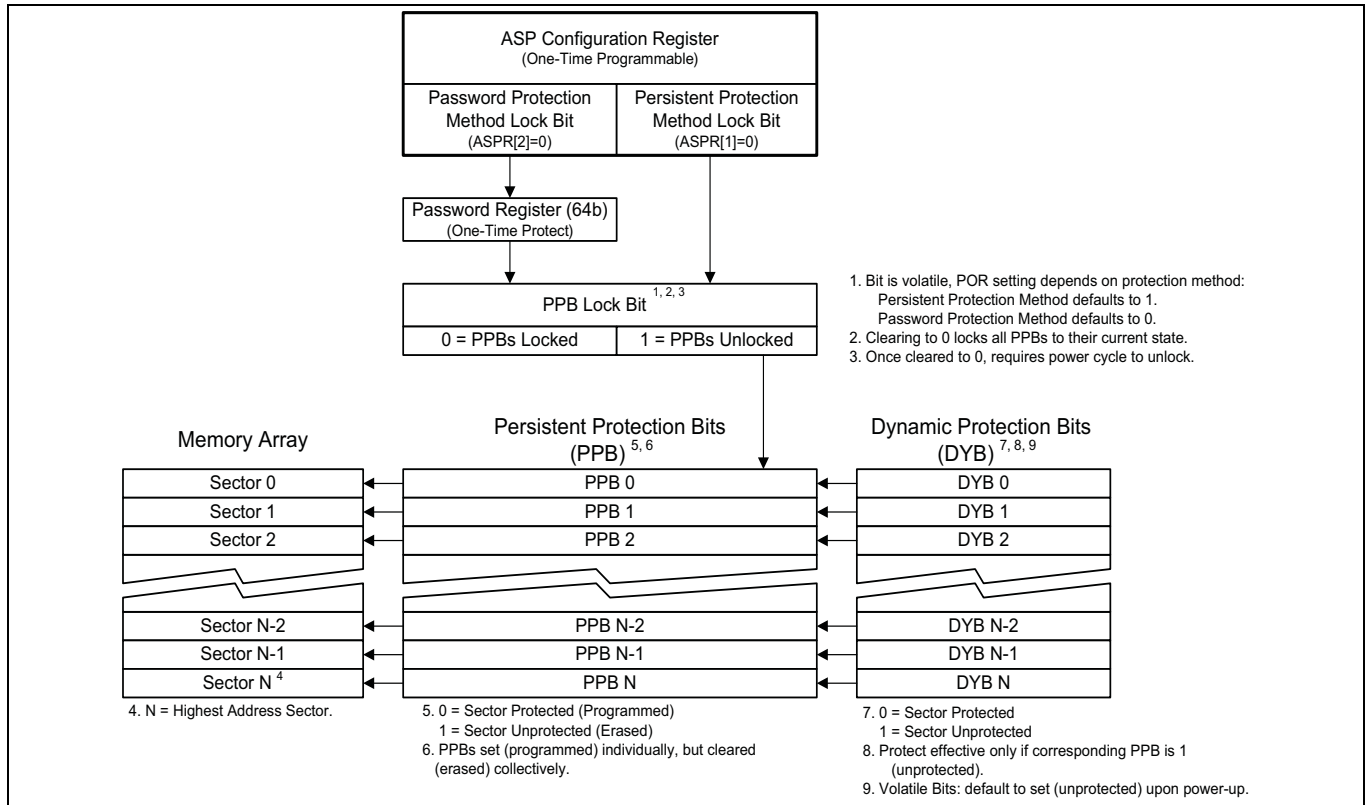 ASP Configuration Register
(One-Time Programmable)
Password Protection
Method Lock Bit
(ASPR[2]=0)
Persistent Protection
Method Lock Bit
(ASPR[1]=0)
Password Register (64b)
(One-Time Protect)
PPB Lock Bit 1, 2, 3
0 = PPBs Locked
1 = PPBs Unlocked
1. Bit is volatile, POR setting depends on protection method:
Persistent Protection Method defaults to 1.
Password Protection Method defaults to 0.
2. Clearing to 0 locks all PPBs to their current state.
3. Once cleared to 0, requires power cycle to unlock.
Memory Array
Persistent Protection Bits
(PPB) 5, 6
Dynamic Protection Bits
(DYB) 7, 8, 9
Sector 0
PPB 0
DYB 0
Sector 1
PPB 1
DYB 1
Sector 2
PPB 2
DYB 2
Sector N-2
PPB N-2
DYB N-2
Sector N-1
PPB N-1
DYB N-1
Sector N 4
PPB N
DYB N
4. N = Highest Address Sector.
5. 0 = Sector Protected (Programmed)
1 = Sector Unprotected (Erased)
6. PPBs set (programmed) individually, but cleared
(erased) collectively.
7. 0 = Sector Protected
1 = Sector Unprotected
8. Protect effective only if corresponding PPB is 1
(unprotected).
9. Volatile Bits: default to set (unprotected) upon power-up.